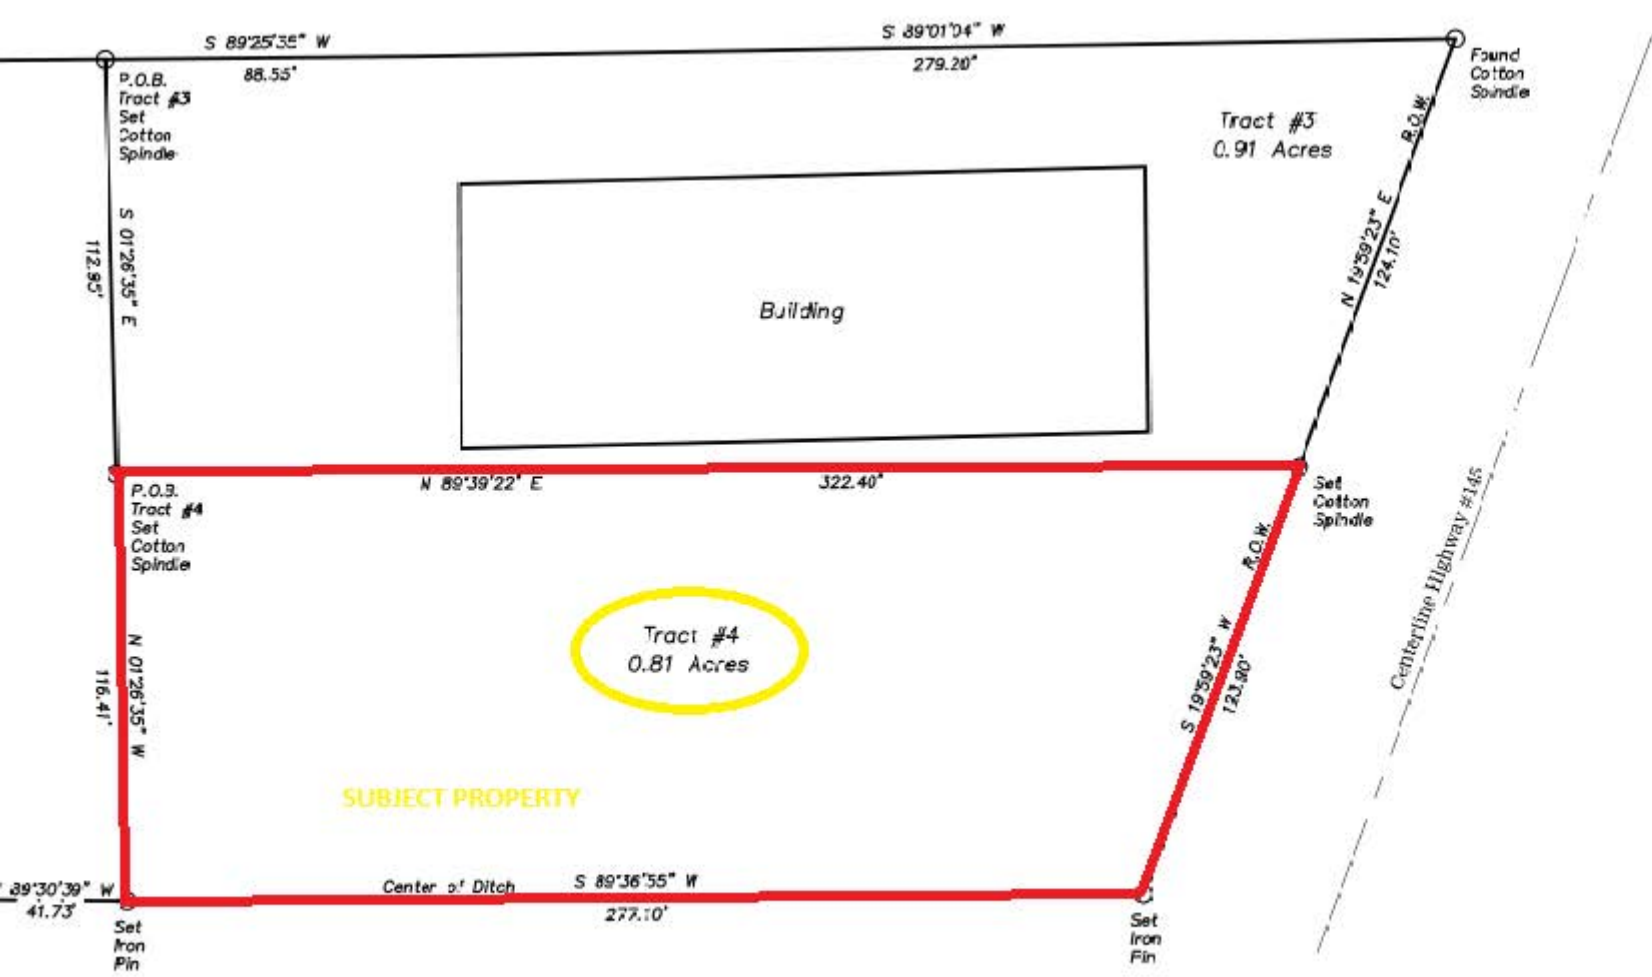 S 89°25'35" W
88.55'
S 89°01'04" W
279.20'
Found
Cotton
Spindle
P.O.B.
Tract #3
Set
Cotton
Spindle
Tract #3
0.91 Acres
R.O.W.
N 19°59'23" E
124.10'
S 01°26'35" E
112.95'
Building
N 89°39'22" E
322.40'
P.O.B.
Tract #4
Set
Cotton
Spindle
Set
Cotton
Spindle
R.O.W.
Centerline Highway #145
Tract #4
0.81 Acres
S 19°59'23" W
123.90'
N 01°26'35" W
116.41'
SUBJECT PROPERTY
89°30'39" W
41.73'
Center of Ditch
S 89°36'55" W
277.10'
Set
Iron
Pin
Set
Iron
Pin